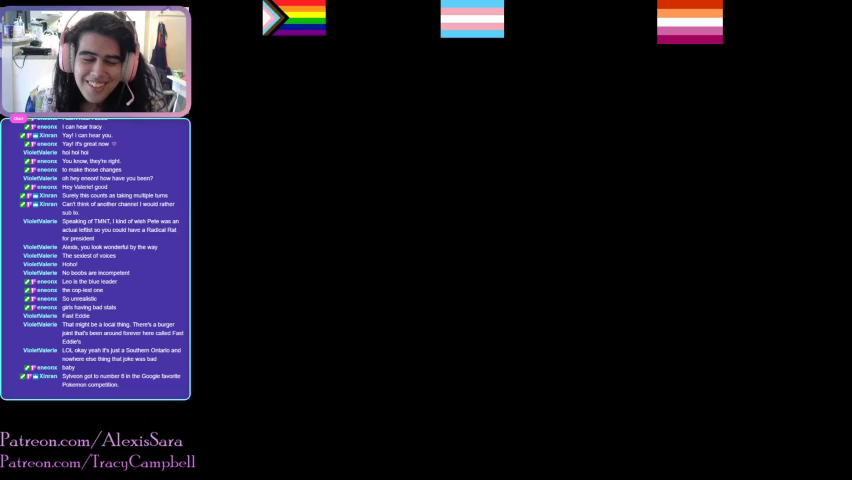 Chat
eneonx I can hear tracy
Xinran Yay! I can hear you.
eneonx Yay! It's great now ♡
VioletValerie hoi hoi hoi
eneonx You know, they're right.
eneonx to make those changes
VioletValerie oh hey eneon! how have you been?
eneonx Hey Valerie! good
Xinran Surely this counts as taking multiple turns
Xinran Can't think of another channel I would rather
sub to.
VioletValerie Speaking of TMNT, I kind of wish Pete was an
actual leftist so you could have a Radical Rat
for president
VioletValerie Alexis, you look wonderful by the way
VioletValerie The sexiest of voices
VioletValerie Hoho!
VioletValerie No boobs are incompetent
eneonx Leo is the blue leader
eneonx the cop-iest one
eneonx So unrealistic
eneonx girls having bad stats
VioletValerie Fast Eddie
VioletValerie That might be a local thing. There's a burger
joint that's been around forever here called Fast
Eddie's
VioletValerie LOL okay yeah it's just a Southern Ontario and
nowhere else thing that joke was bad
eneonx baby
Xinran Sylveon got to number 6 in the Google favorite
Pokemon competition.
Patreon.com/AlexisSara
Patreon.com/TracyCampbell